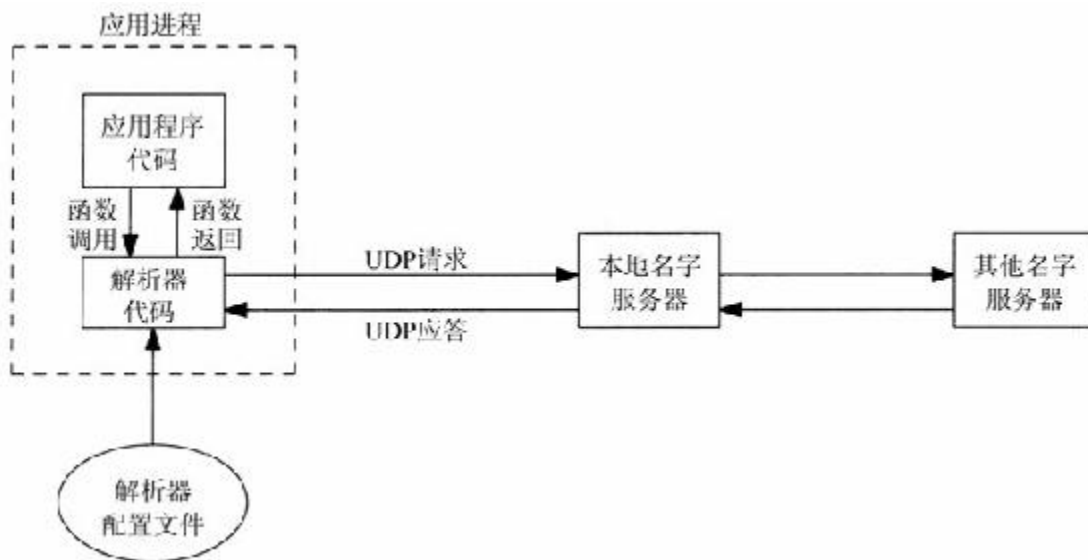 应用进程
应用程序
代码
函数
调用
函数
返回
解析器
代码
UDP请求
UDP应答
本地名字
服务器
其他名字
服务器
解析器
配置文件